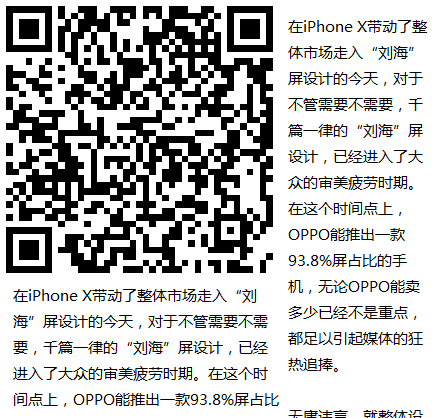 在iPhone X带动了整
体市场走入“刘海”
屏设计的今天，对于
不管需要不需要，千
篇一律的“刘海”屏
设计，已经进入了大
众的审美疲劳时期。
在这个时间点上，
OPPO能推出一款
93.8%屏占比的手
机，无论OPPO能卖
多少已经不是重点，
都足以引起媒体的狂
热追捧。
在iPhone X带动了整体市场走入“刘
海”屏设计的今天，对于不管需要不需
要，千篇一律的“刘海”屏设计，已经
进入了大众的审美疲劳时期。在这个时
间点上，OPPO能推出一款93.8%屏占比
无庸讳言，就整体设